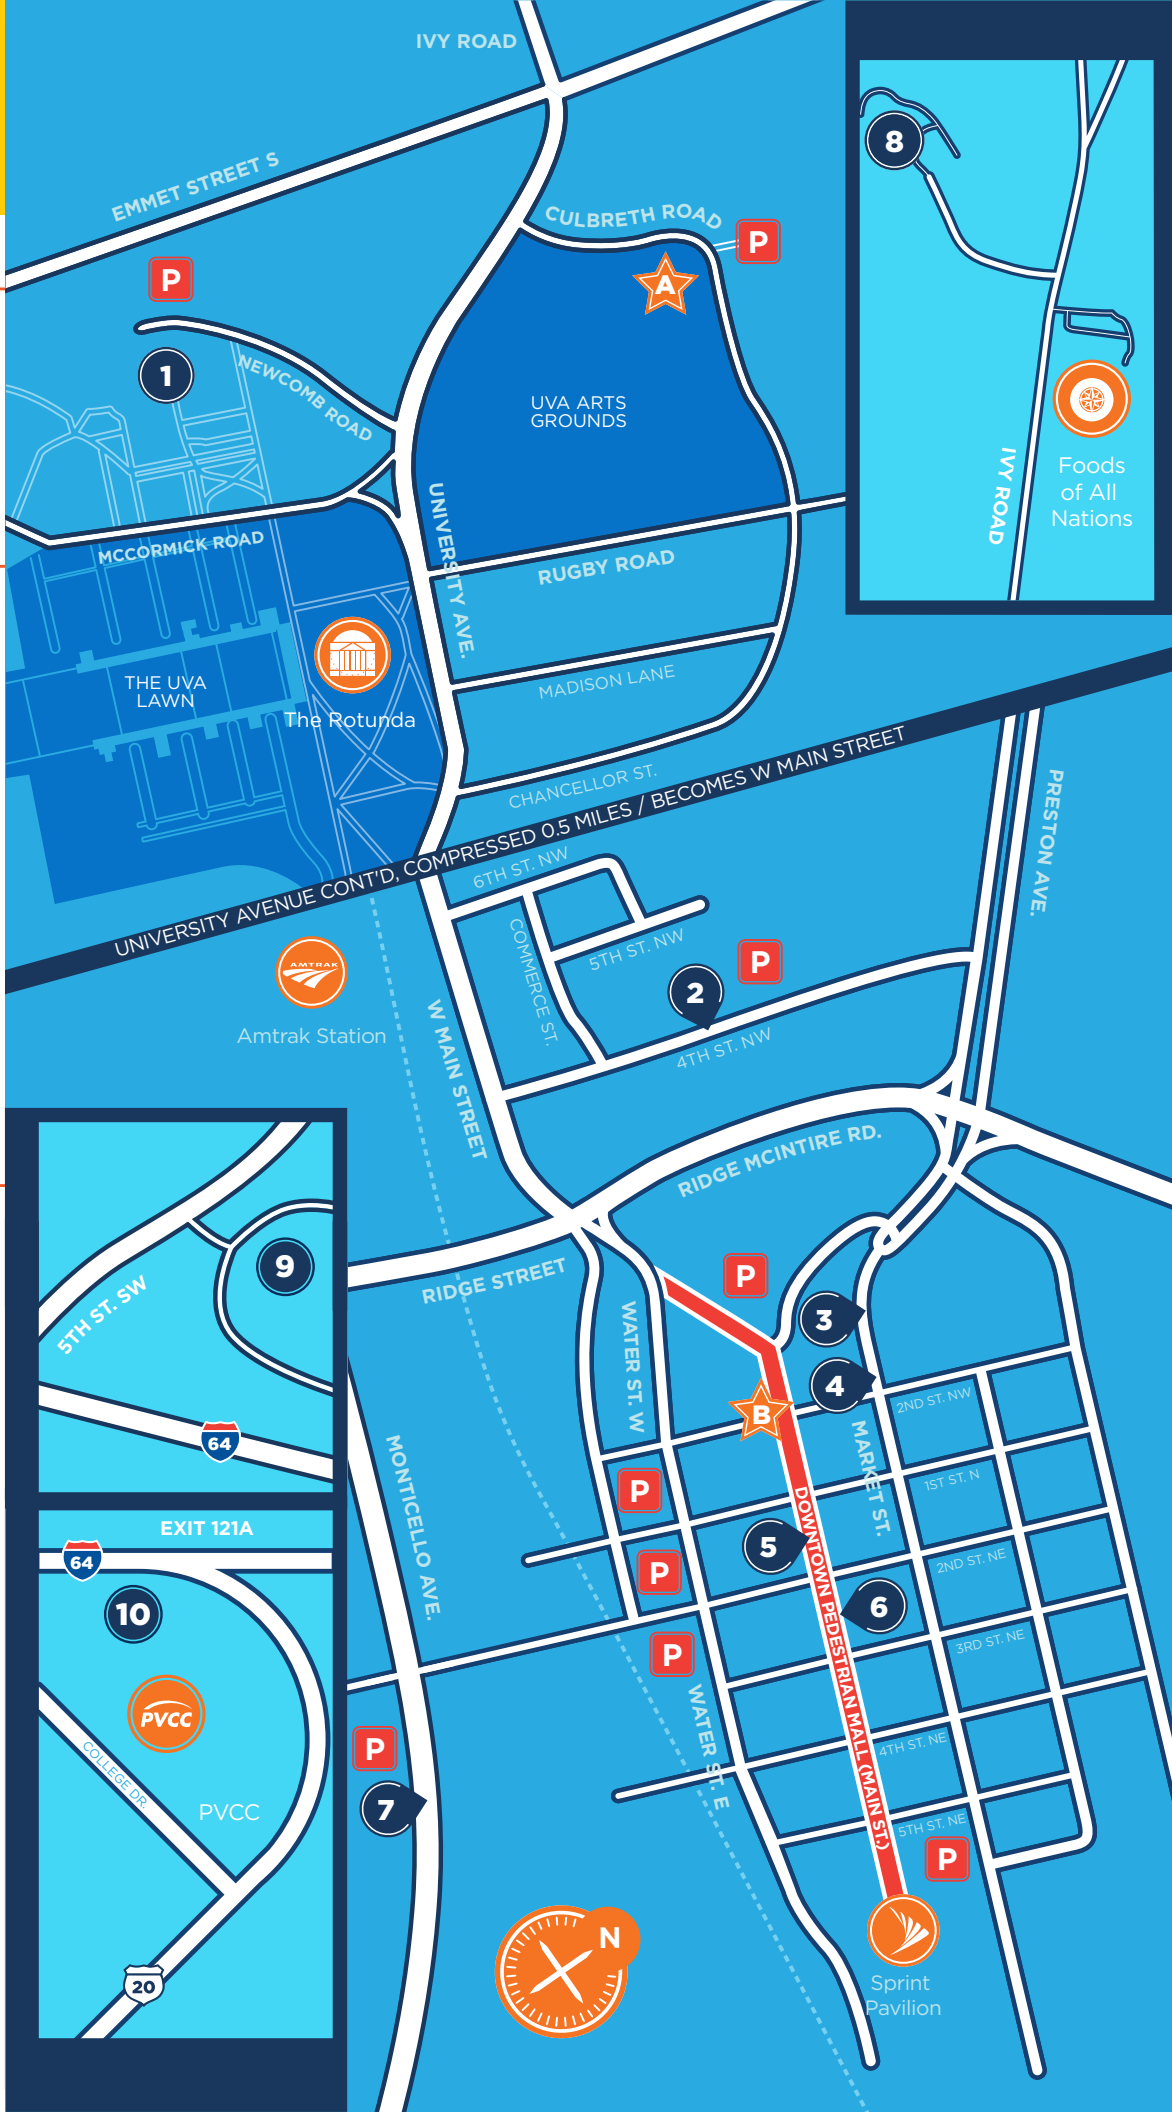 IVY ROAD
EMMET STREET S
CULBRETH ROAD
P
P
A
8
1
NEWCOMB ROAD
UVA ARTS
GROUNDS
IVY ROAD
Foods
of All
Nations
UNIVERSITY AVE.
MCCORMICK ROAD
RUGBY ROAD
THE UVA
LAWN
The Rotunda
MADISON LANE
CHANCELLOR ST.
UNIVERSITY AVENUE CONT'D, COMPRESSED 0.5 MILES / BECOMES W MAIN STREET
PRESTON AVE.
6TH ST. NW
COMMERCE ST.
5TH ST. NW
P
2
4TH ST. NW
AMTRAK
Amtrak Station
W MAIN STREET
RIDGE MCINTIRE RD.
RIDGE STREET
9
5TH ST. SW
64
P
3
4
B
WATER ST. W
2ND ST. NW
MARKET ST.
1ST ST. N
P
MONTICELLO AVE.
DOWNTOWN PEDESTRIAN MALL (MAIN ST.)
5
2ND ST. NE
P
6
3RD ST. NE
P
WATER ST. E
4TH ST. NE
5TH ST. NE
P
EXIT 121A
64
10
PVCC
COLLEGE DR.
PVCC
20
P
7
N
Sprint
Pavilion